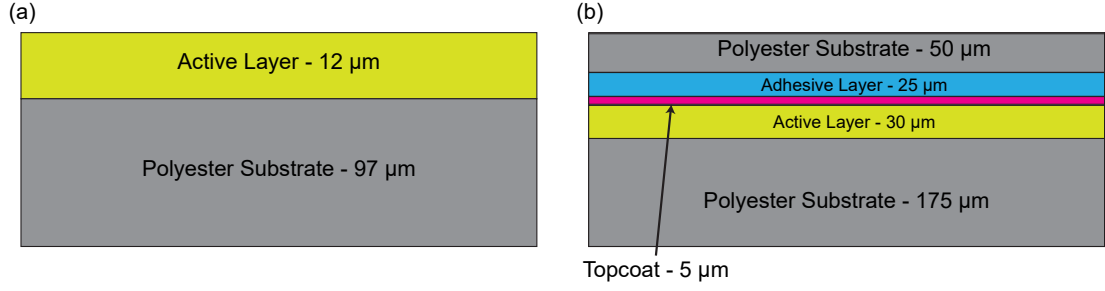 (a)
Active Layer - 12 µm
Polyester Substrate - 97 µm
(b)
Polyester Substrate - 50 µm
Adhesive Layer - 25 µm
Active Layer - 30 µm
Polyester Substrate - 175 µm
Topcoat - 5 µm